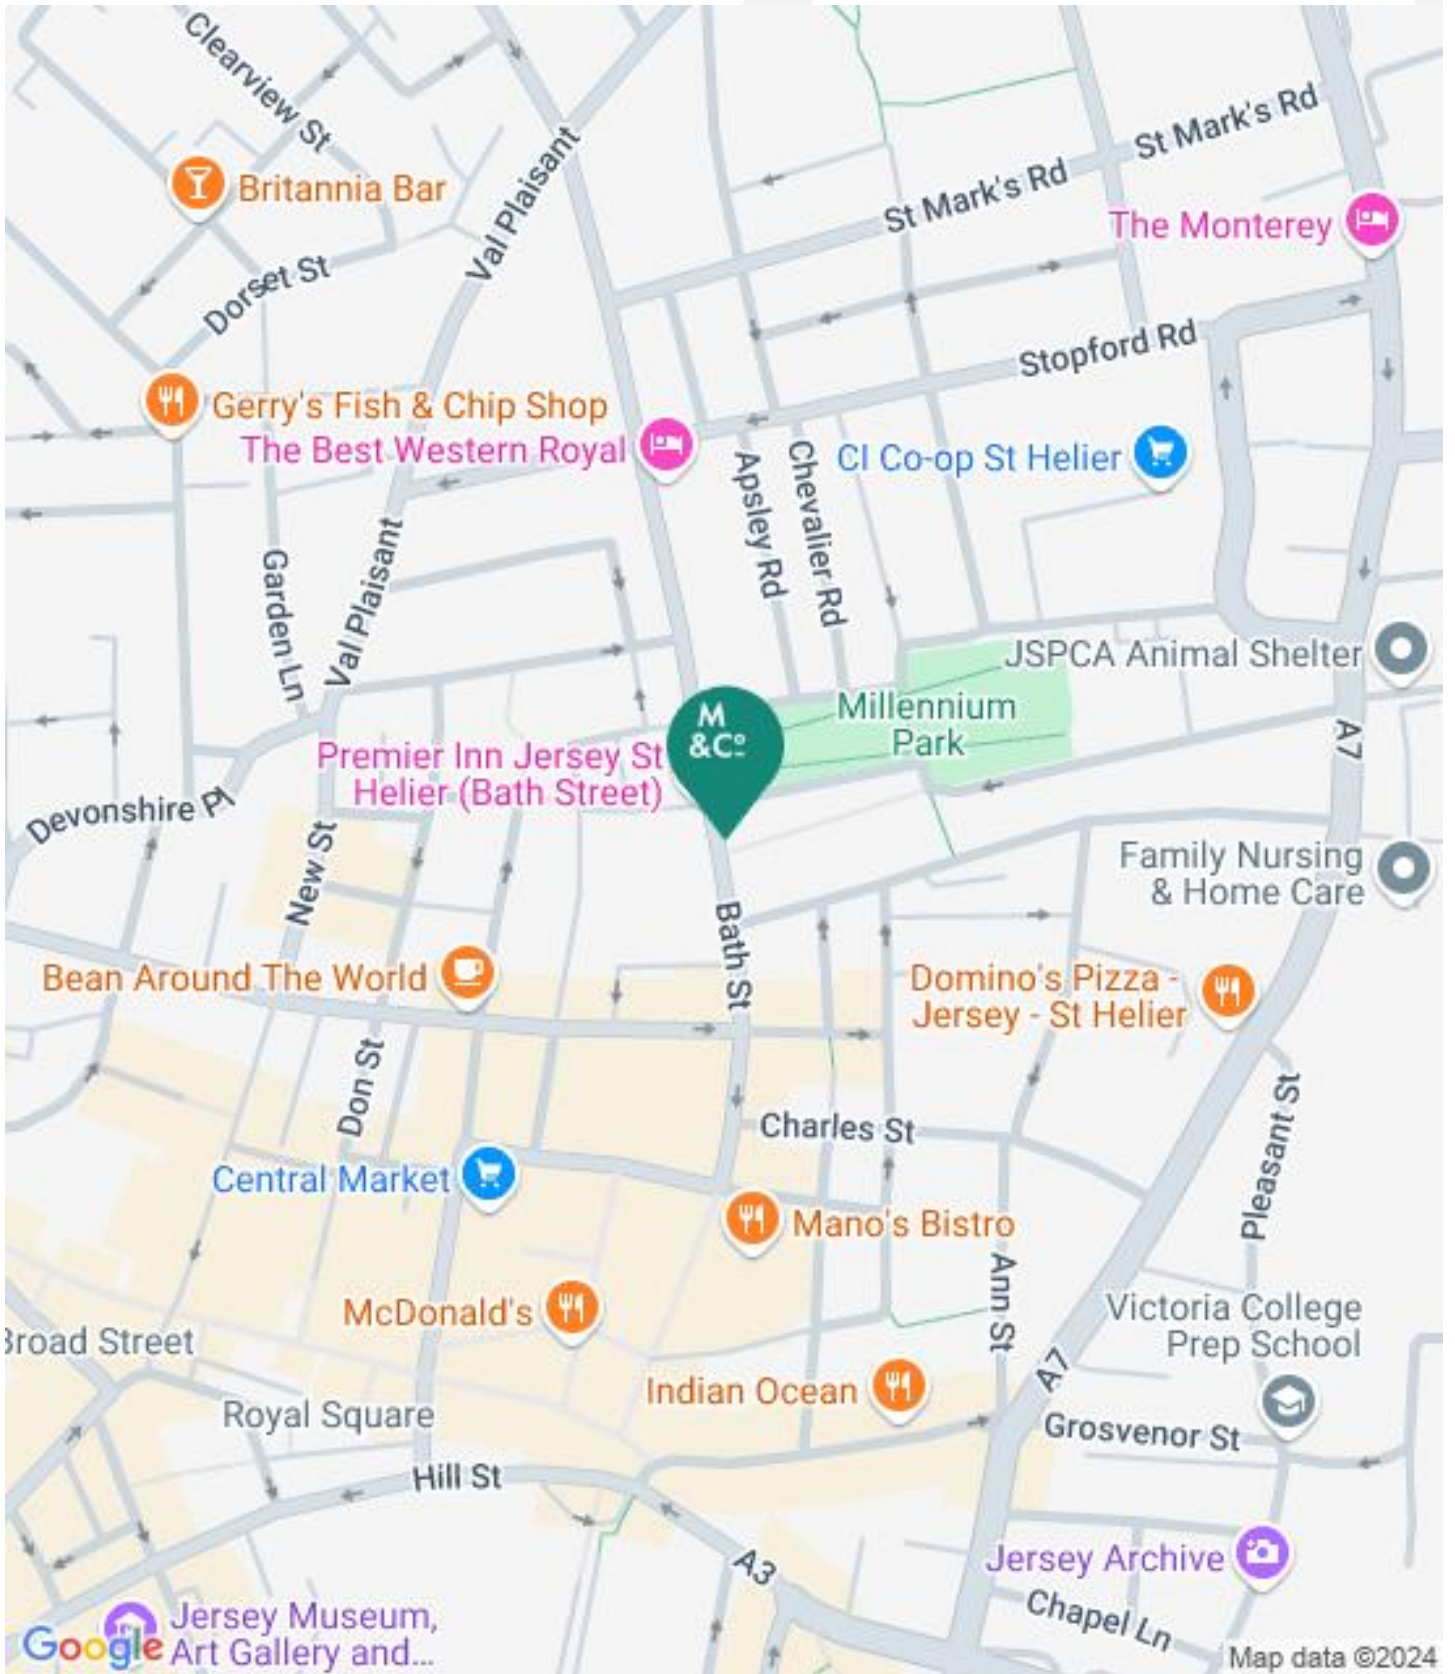 Clearview St
St Mark's Rd
Britannia Bar
Val Plaisant
St Mark's Rd
The Monterey
Dorset St
Stopford Rd
Gerry's Fish & Chip Shop
The Best Western Royal
CI Co-op St Helier
Apsley Rd
Chevalier Rd
Garden Ln
Val Plaisant
JSPCA Animal Shelter
M
&Cº
Millennium
Park
A7
Premier Inn Jersey St
Helier (Bath Street)
Devonshire Pl
New St
Family Nursing
& Home Care
Bath St
Bean Around The World
Domino's Pizza -
Jersey - St Helier
Don St
Charles St
Pleasant St
Central Market
Mano's Bistro
Ann St
McDonald's
Victoria College
Prep School
Broad Street
A7
Indian Ocean
Royal Square
Grosvenor St
Hill St
A3
Jersey Archive
Chapel Ln
Jersey Museum,
Art Gallery and...
Google
Map data ©2024